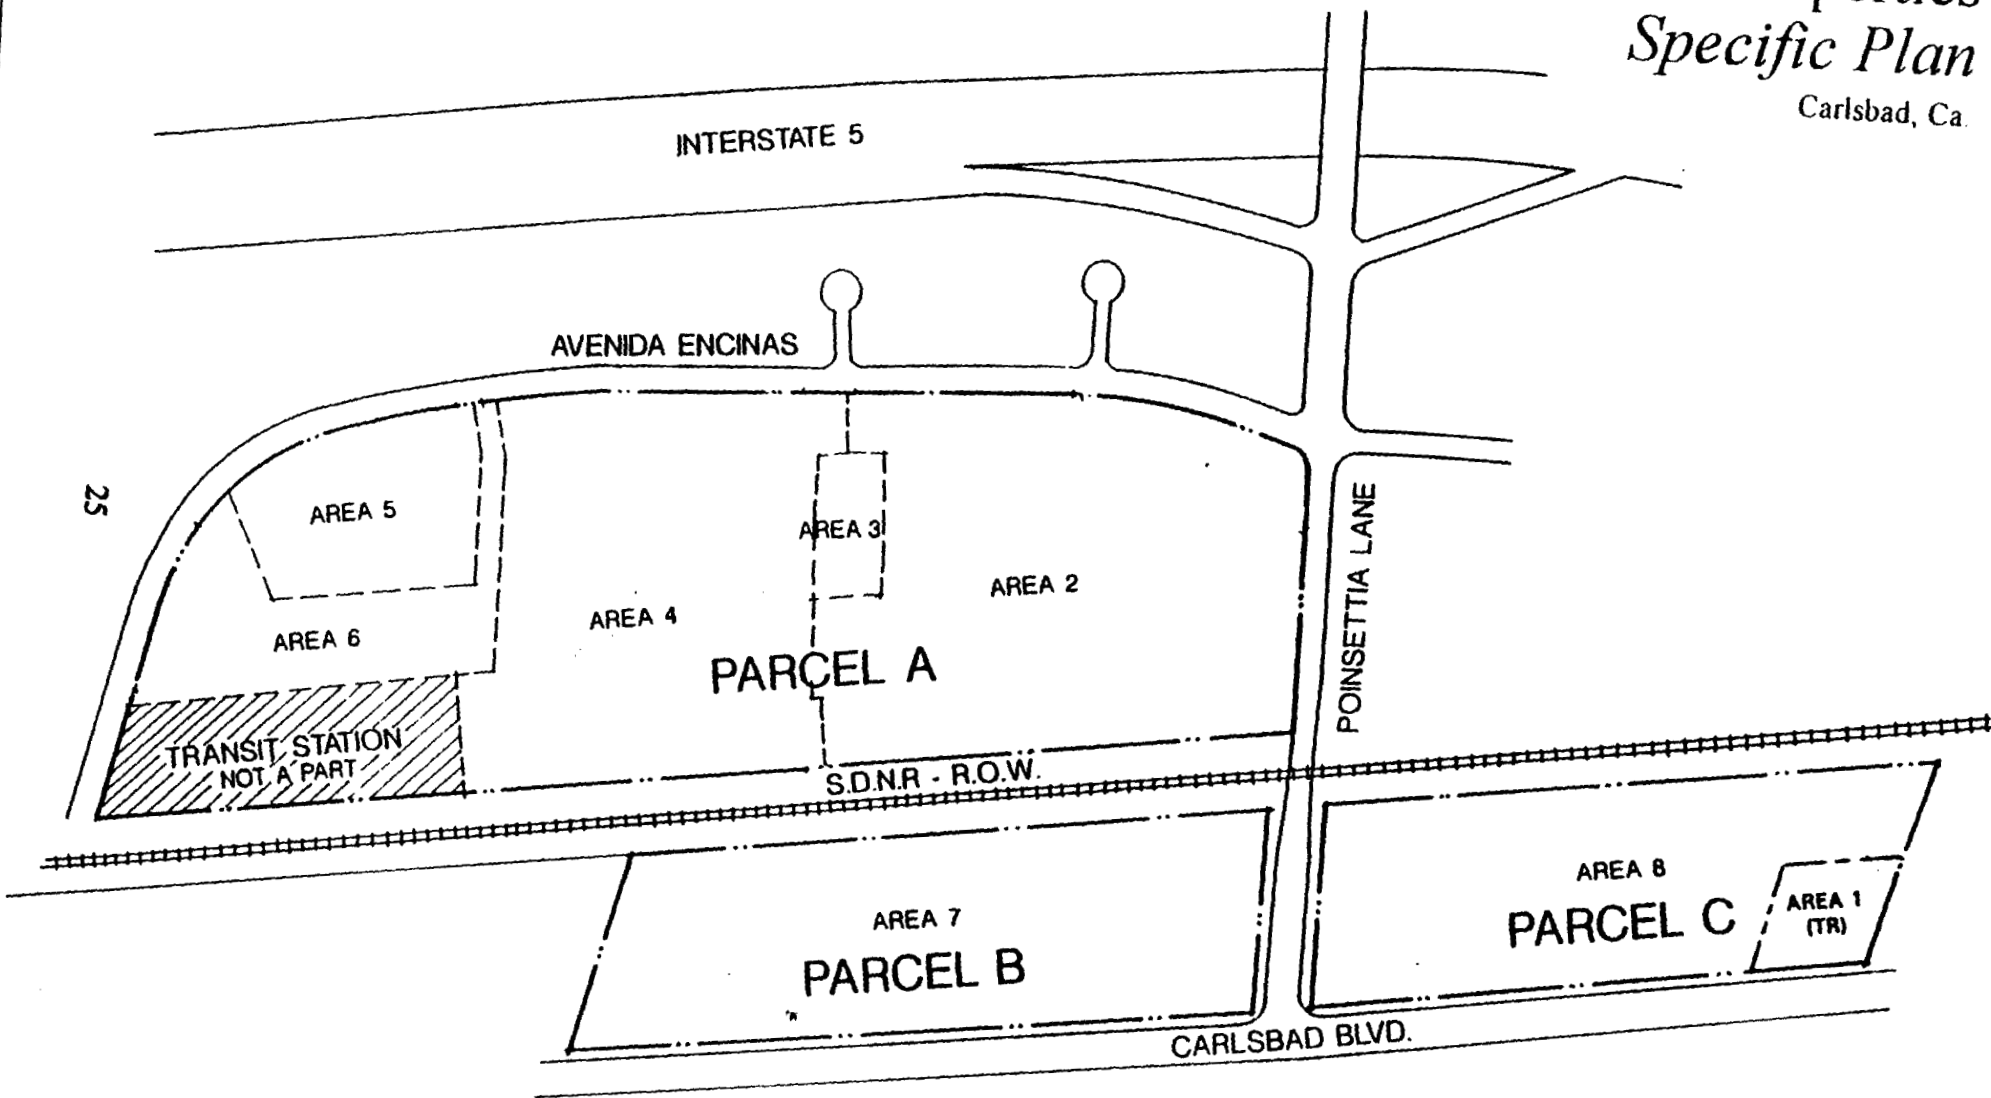 Specific Plan
Carlsbad, Ca.
INTERSTATE 5
AVENIDA ENCINAS
25
AREA 5
AREA 3
AREA 2
AREA 4
AREA 6
PARCEL A
POINSETTIA LANE
TRANSIT STATION
NOT A PART
S.D.N.R - R.O.W.
AREA 8
PARCEL C
AREA 1
(TR)
AREA 7
PARCEL B
CARLSBAD BLVD.